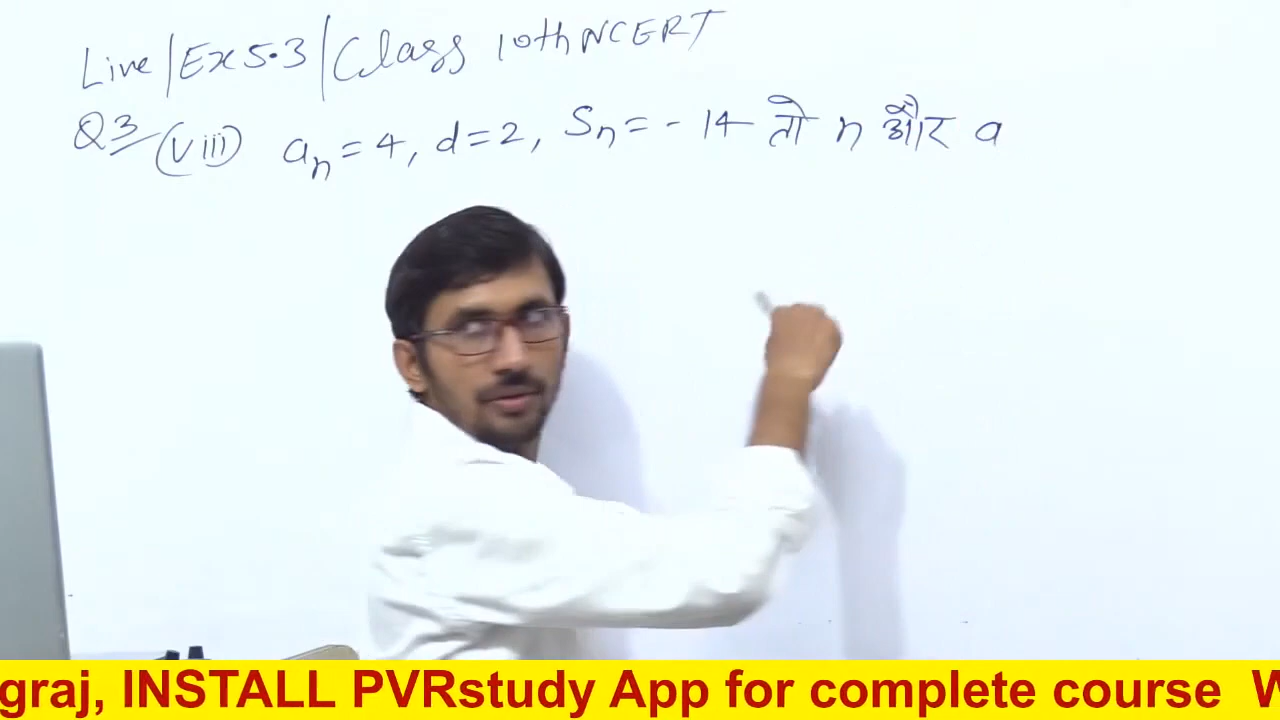 Live | Ex 5.3 | Class 10th NCERT
Q3 (viii) aₙ = 4, d = 2, Sₙ = - 14 तो n और a
graj, INSTALL PVRstudy App for complete course W